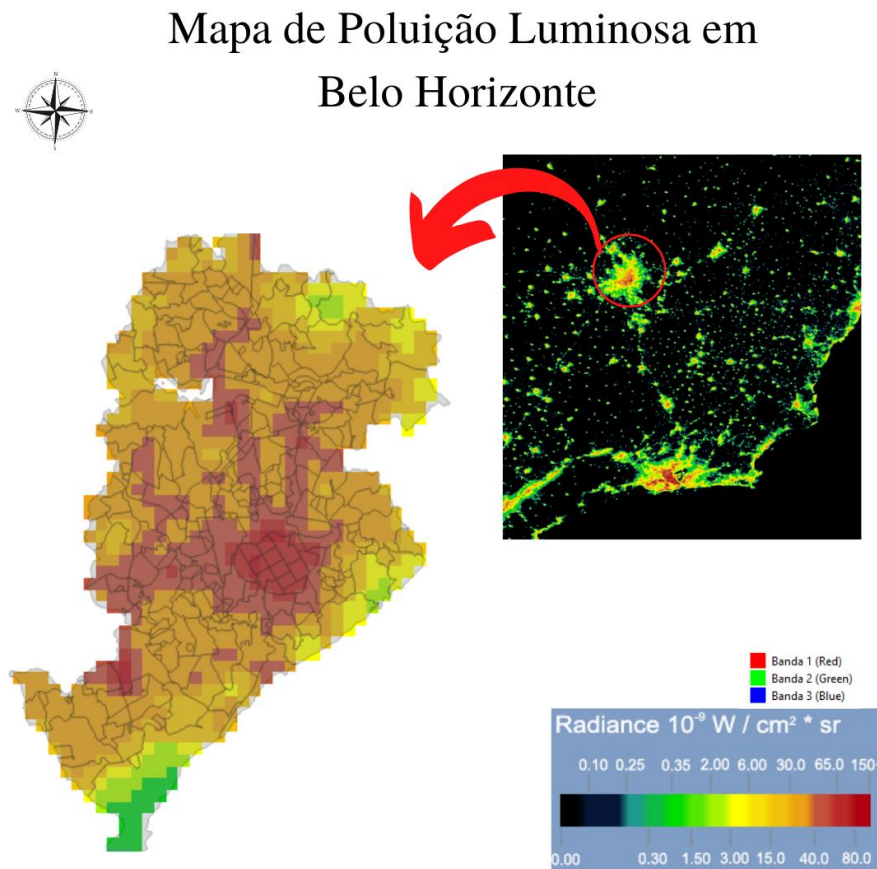 Mapa de Poluição Luminosa em
Belo Horizonte
N
W
S
Banda 1 (Red)
Banda 2 (Green)
Banda 3 (Blue)
Radiance 10⁻⁹ W / cm² * sr
0.10 0.25 0.35 2.00 6.00 30.0 65.0 150+
0.00 0.30 1.50 3.00 15.0 40.0 80.0